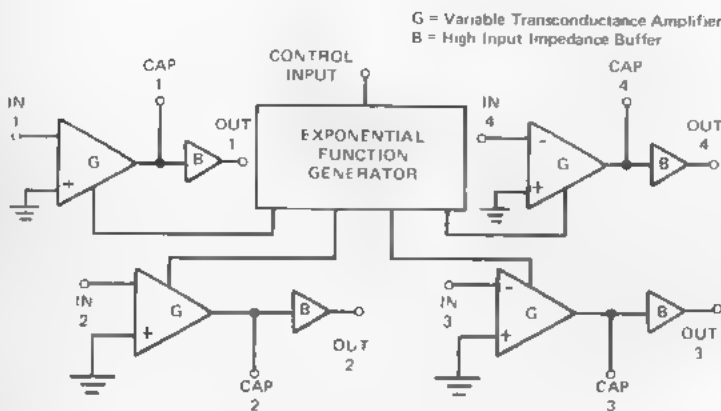 G = Variable Transconductance Amplifier
B = High Input Impedance Buffer
CONTROL
INPUT
CAP
1
IN
1
G
+
B
OUT
1
EXPONENTIAL
FUNCTION
GENERATOR
CAP
4
IN
4
-
G
+
B
OUT
4
IN
2
G
+
B
OUT
2
CAP
2
IN
3
-
G
+
B
OUT
3
CAP
3